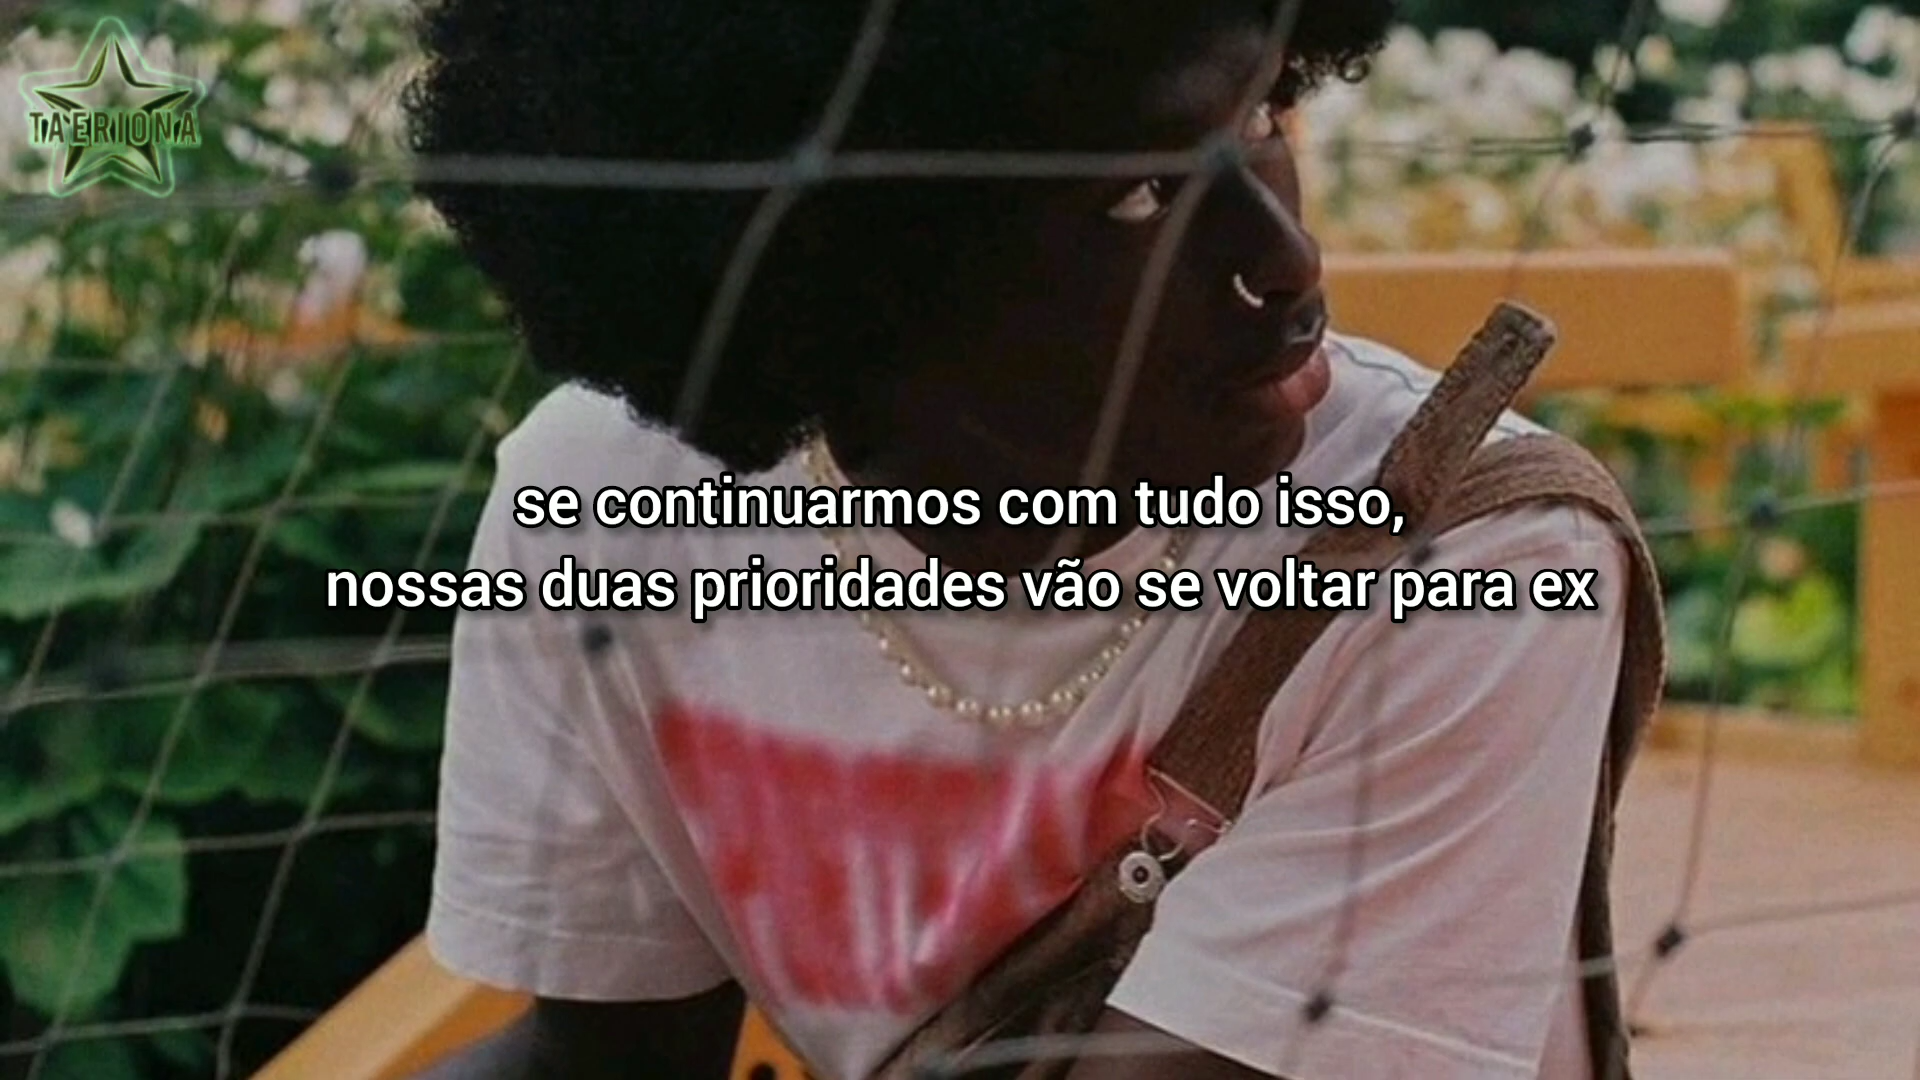 TAERIONA
se continuarmos com tudo isso,
nossas duas prioridades vão se voltar para ex